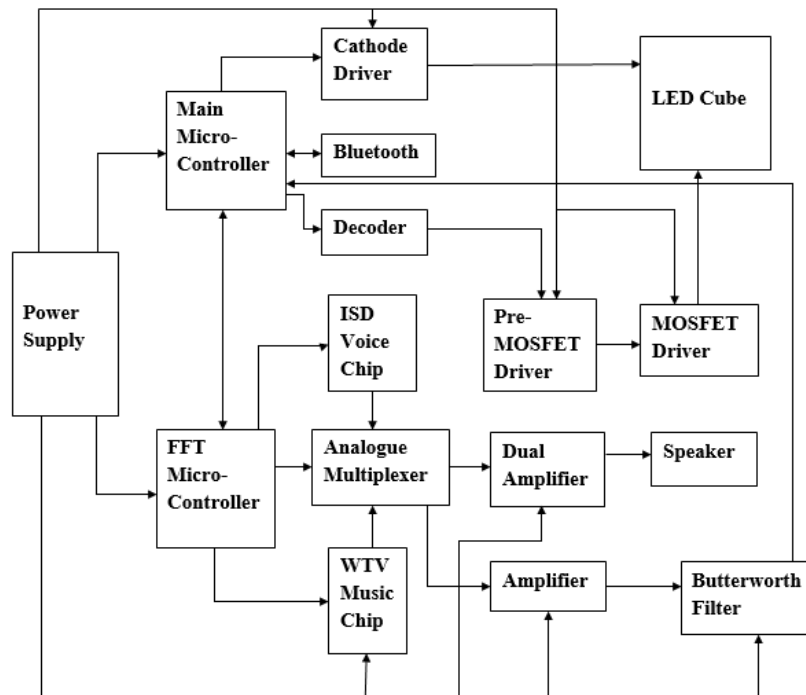 Cathode
Driver
LED Cube
Main
Micro-
Controller
Bluetooth
Decoder
Power
Supply
ISD
Voice
Chip
Pre-
MOSFET
Driver
MOSFET
Driver
FFT
Micro-
Controller
Analogue
Multiplexer
Dual
Amplifier
Speaker
WTV
Music
Chip
Amplifier
Butterworth
Filter